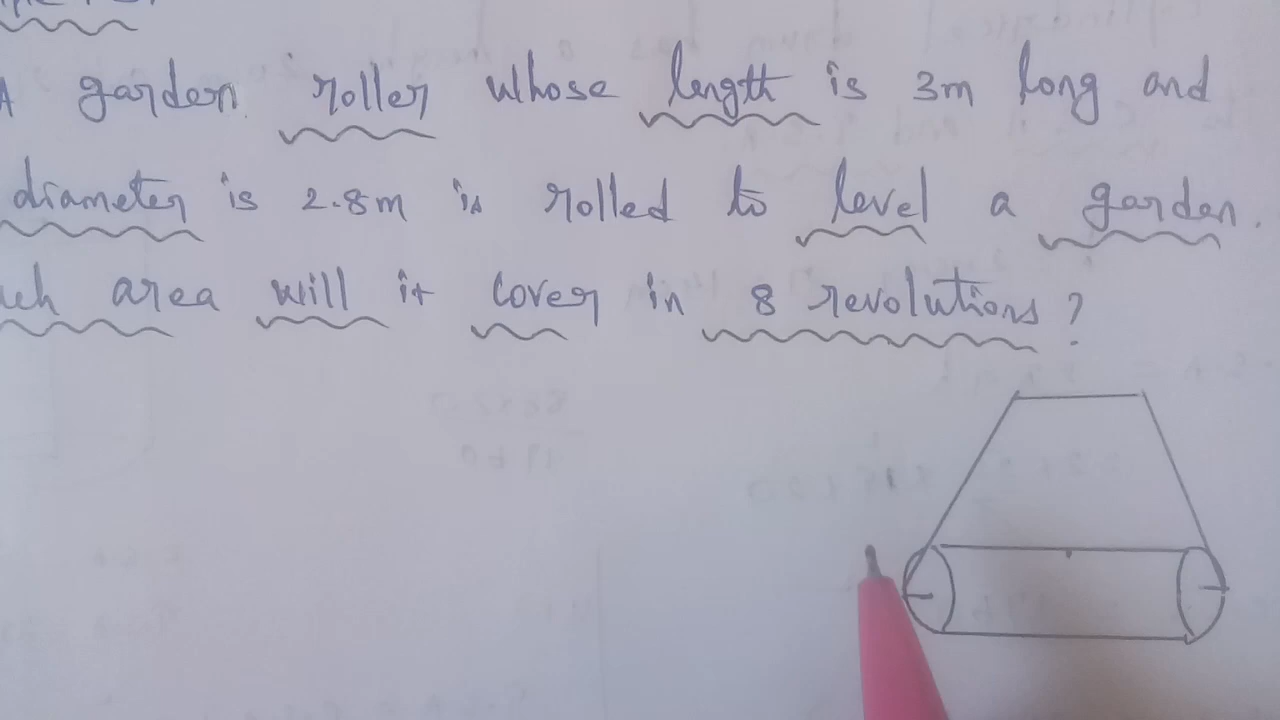 A garden roller whose length is 3m long and
diameter is 2.8m is rolled to level a garden.
area will it cover in 8 revolutions?